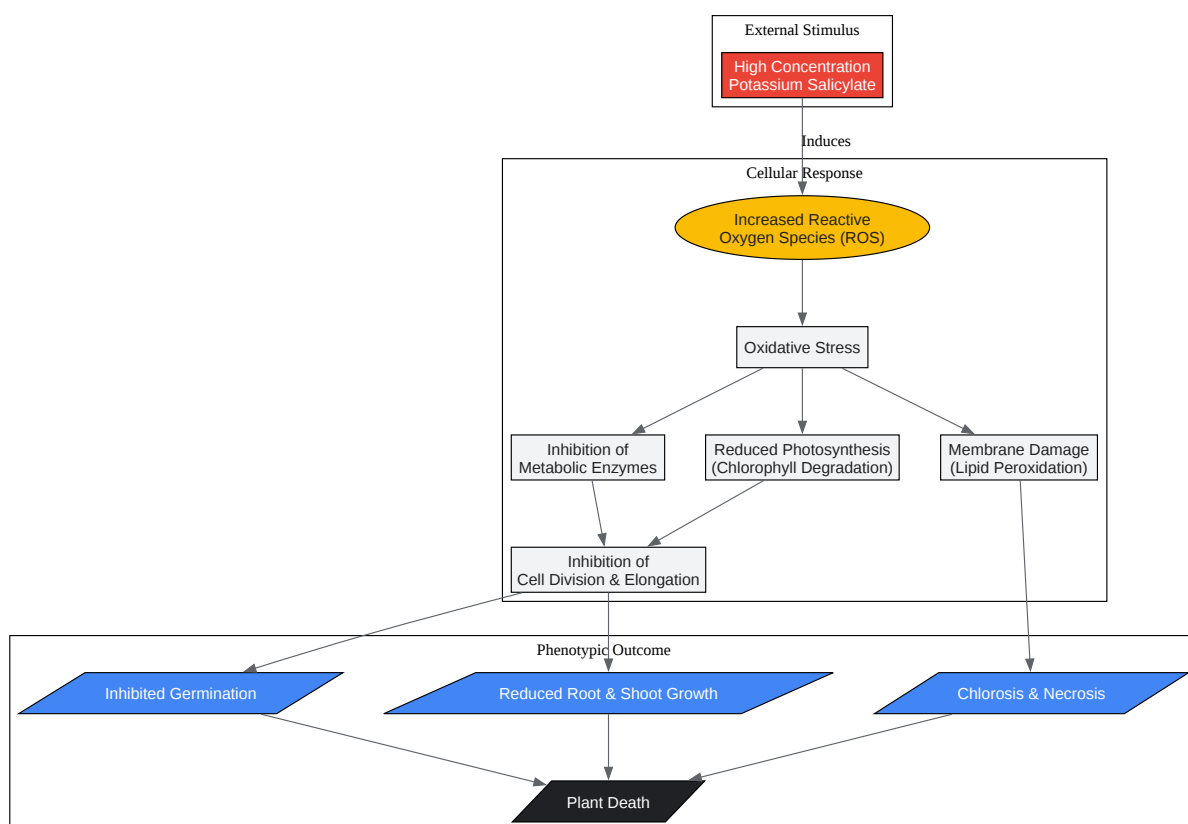 External Stimulus
High Concentration
Potassium Salicylate
Induces
Cellular Response
Increased Reactive
Oxygen Species (ROS)
Oxidative Stress
Inhibition of
Metabolic Enzymes
Reduced Photosynthesis
(Chlorophyll Degradation)
Membrane Damage
(Lipid Peroxidation)
Inhibition of
Cell Division & Elongation
Phenotypic Outcome
Inhibited Germination
Reduced Root & Shoot Growth
Chlorosis & Necrosis
Plant Death